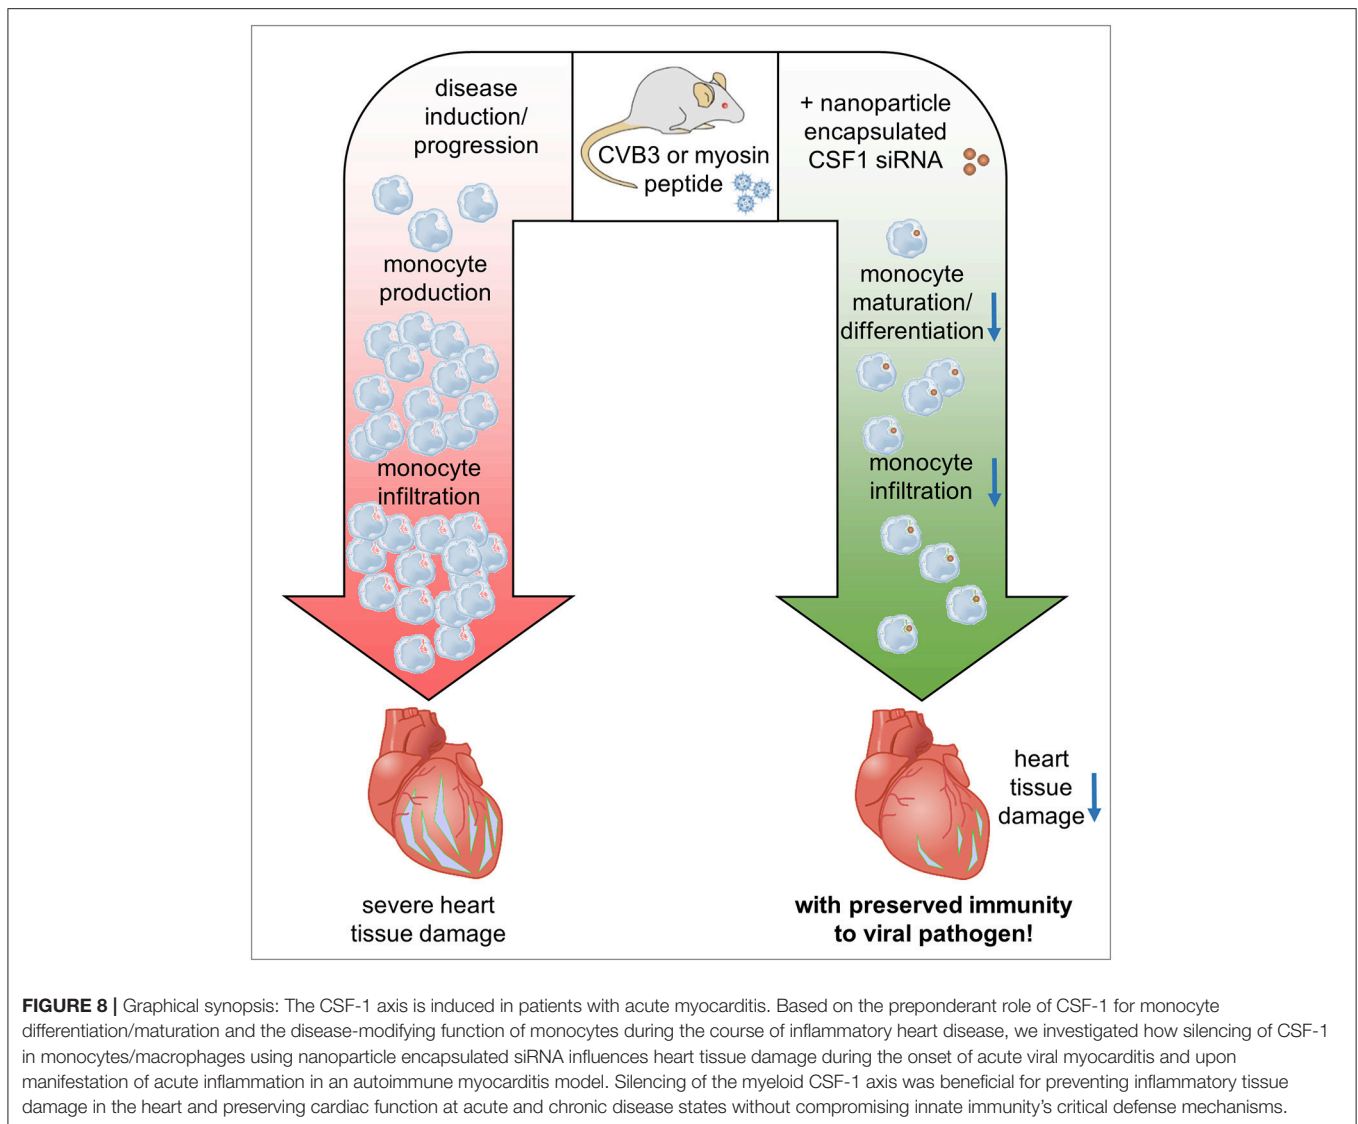 disease
induction/
progression
CVB3 or myosin
peptide
+ nanoparticle
encapsulated
CSF1 siRNA
monocyte
production
monocyte
infiltration
monocyte
maturation/
differentiation
monocyte
infiltration
severe heart
tissue damage
heart
tissue
damage
with preserved immunity
to viral pathogen!
FIGURE 8 | Graphical synopsis: The CSF-1 axis is induced in patients with acute myocarditis. Based on the preponderant role of CSF-1 for monocyte
differentiation/maturation and the disease-modifying function of monocytes during the course of inflammatory heart disease, we investigated how silencing of CSF-1
in monocytes/macrophages using nanoparticle encapsulated siRNA influences heart tissue damage during the onset of acute viral myocarditis and upon
manifestation of acute inflammation in an autoimmune myocarditis model. Silencing of the myeloid CSF-1 axis was beneficial for preventing inflammatory tissue
damage in the heart and preserving cardiac function at acute and chronic disease states without compromising innate immunity's critical defense mechanisms.